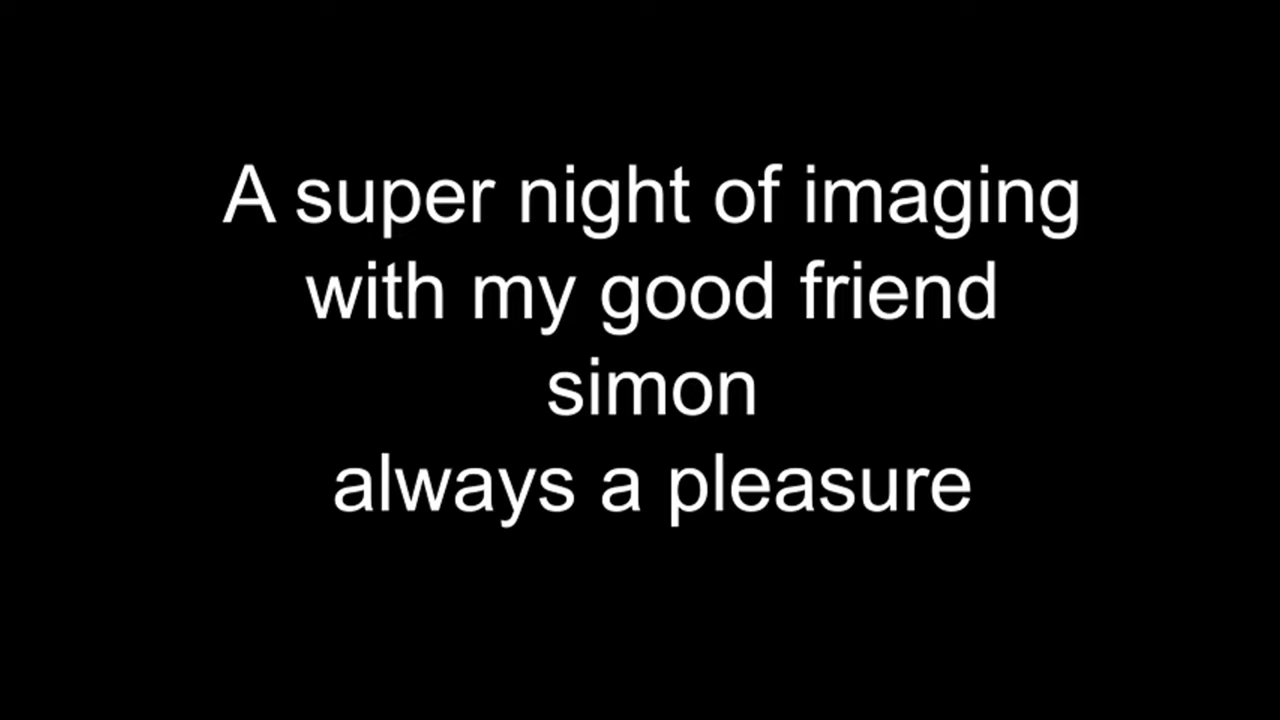 A super night of imaging
with my good friend
simon
always a pleasure